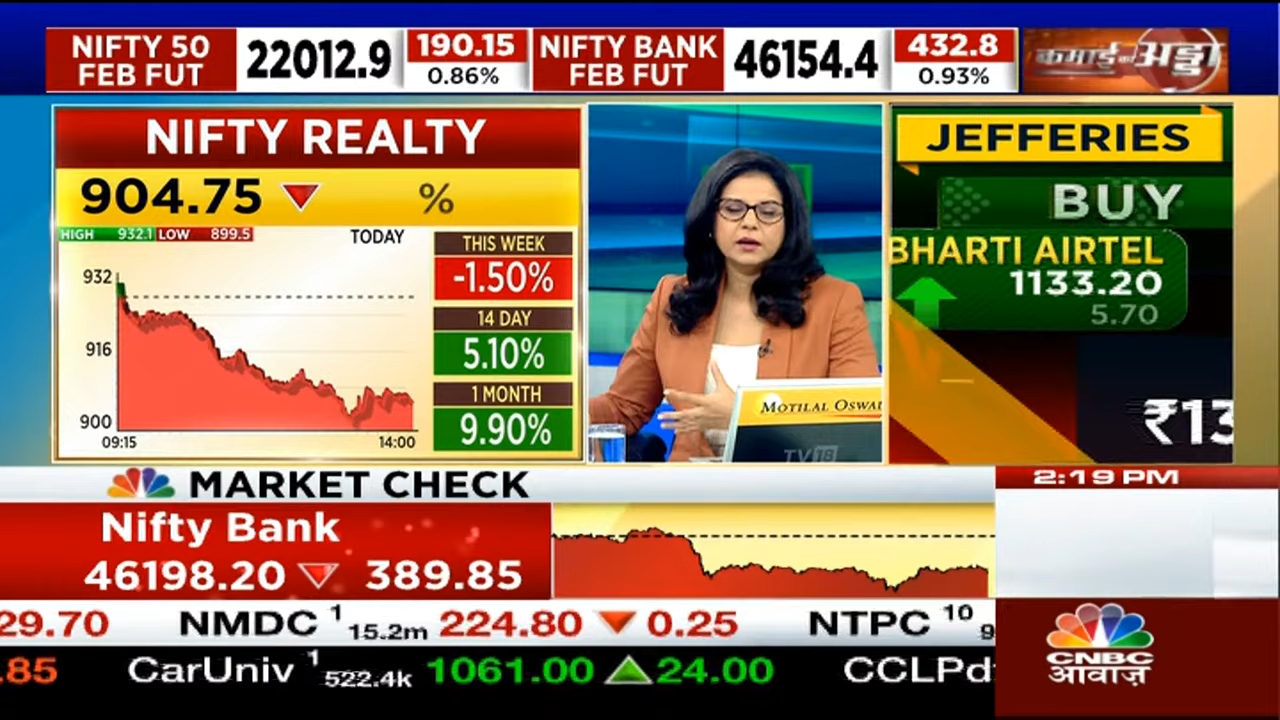 NIFTY 50
FEB FUT
22012.9
190.15
0.86%
NIFTY BANK
FEB FUT
46154.4
432.8
0.93%
कमाई का अड्डा
NIFTY REALTY
904.75 %
HIGH 932.1 LOW 899.5
TODAY
932
916
900
09:15 14:00
THIS WEEK
-1.50%
14 DAY
5.10%
1 MONTH
9.90%
MOTILAL OSWAL
TV18
JEFFERIES
BUY
BHARTI AIRTEL
1133.20
5.70
₹13
MARKET CHECK
2:19 PM
Nifty Bank
46198.20 389.85
29.70 NMDC 1 15.2m 224.80 0.25 NTPC 10 9
.85 CarUniv 1 522.4k 1061.00 24.00 CCLPd
CNBC
आवाज़